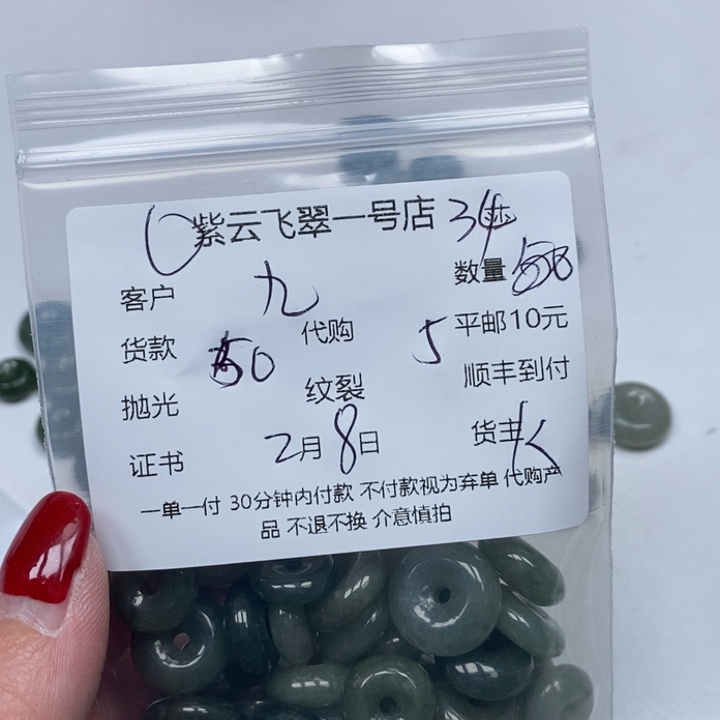 紫云飞翠一号店 34
客户 九 数量
货款 50 代购 5 平邮10元
抛光 纹裂 顺丰到付
证书 2月8日 货主 K
一单一付 30分钟内付款 不付款视为弃单 代购产
品 不退不换 介意慎拍